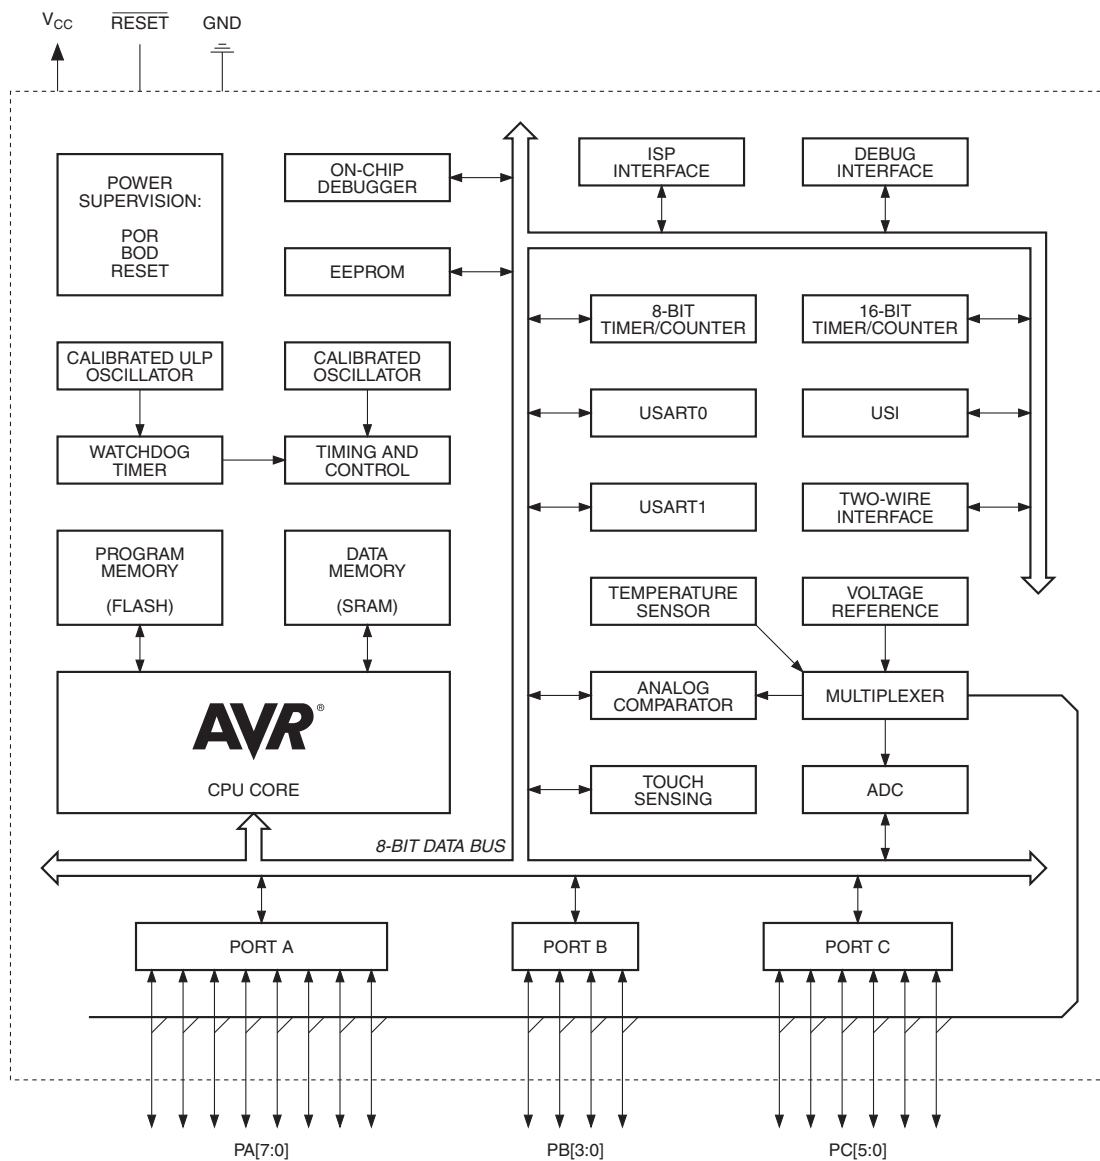 VCC
RESET
GND
POWER
SUPERVISION:
POR
BOD
RESET
ON-CHIP
DEBUGGER
ISP
INTERFACE
DEBUG
INTERFACE
EEPROM
8-BIT
TIMER/COUNTER
16-BIT
TIMER/COUNTER
CALIBRATED ULP
OSCILLATOR
CALIBRATED
OSCILLATOR
USART0
USI
WATCHDOG
TIMER
TIMING AND
CONTROL
USART1
TWO-WIRE
INTERFACE
PROGRAM
MEMORY
(FLASH)
DATA
MEMORY
(SRAM)
TEMPERATURE
SENSOR
VOLTAGE
REFERENCE
AVR®
CPU CORE
ANALOG
COMPARATOR
MULTIPLEXER
TOUCH
SENSING
ADC
8-BIT DATA BUS
PORT A
PORT B
PORT C
PA[7:0]
PB[3:0]
PC[5:0]